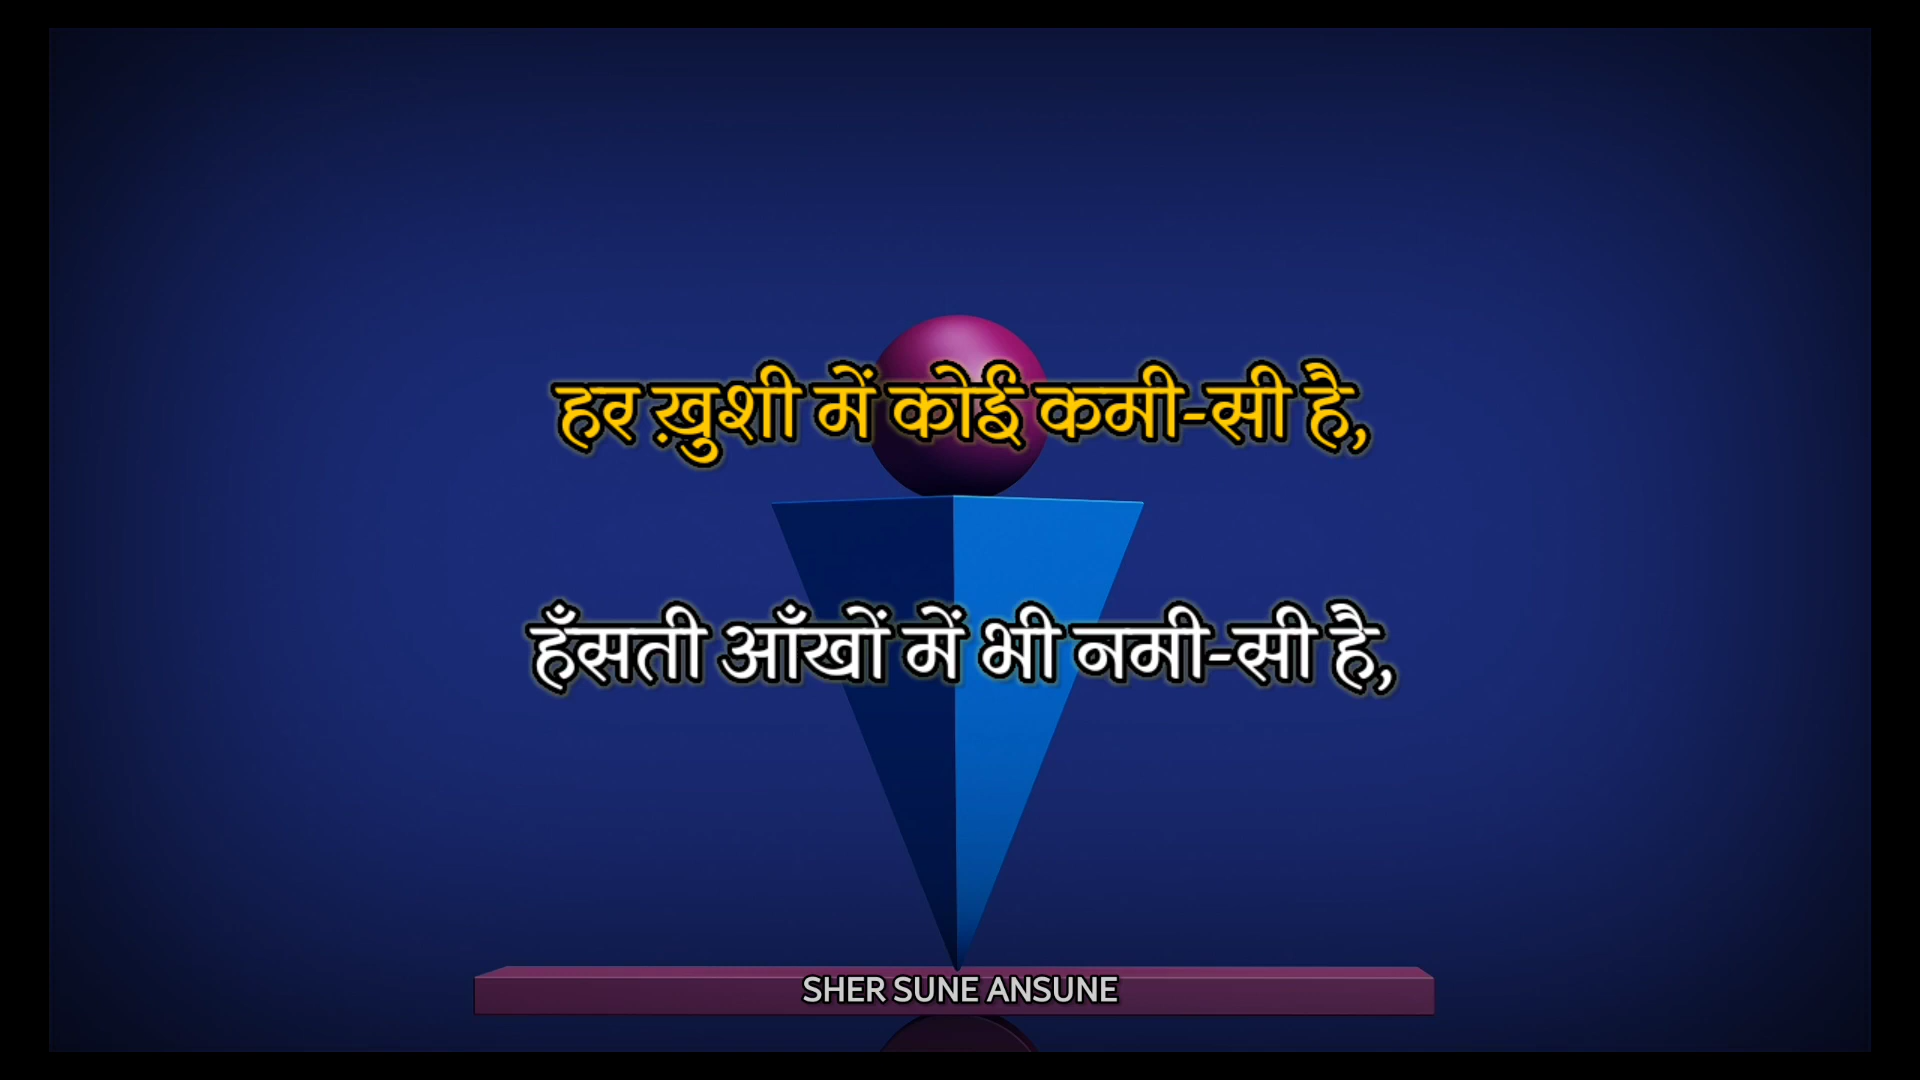 हर ख़ुशी में कोई कमी-सी है,
हँसती आँखों में भी नमी-सी है,
SHER SUNE ANSUNE